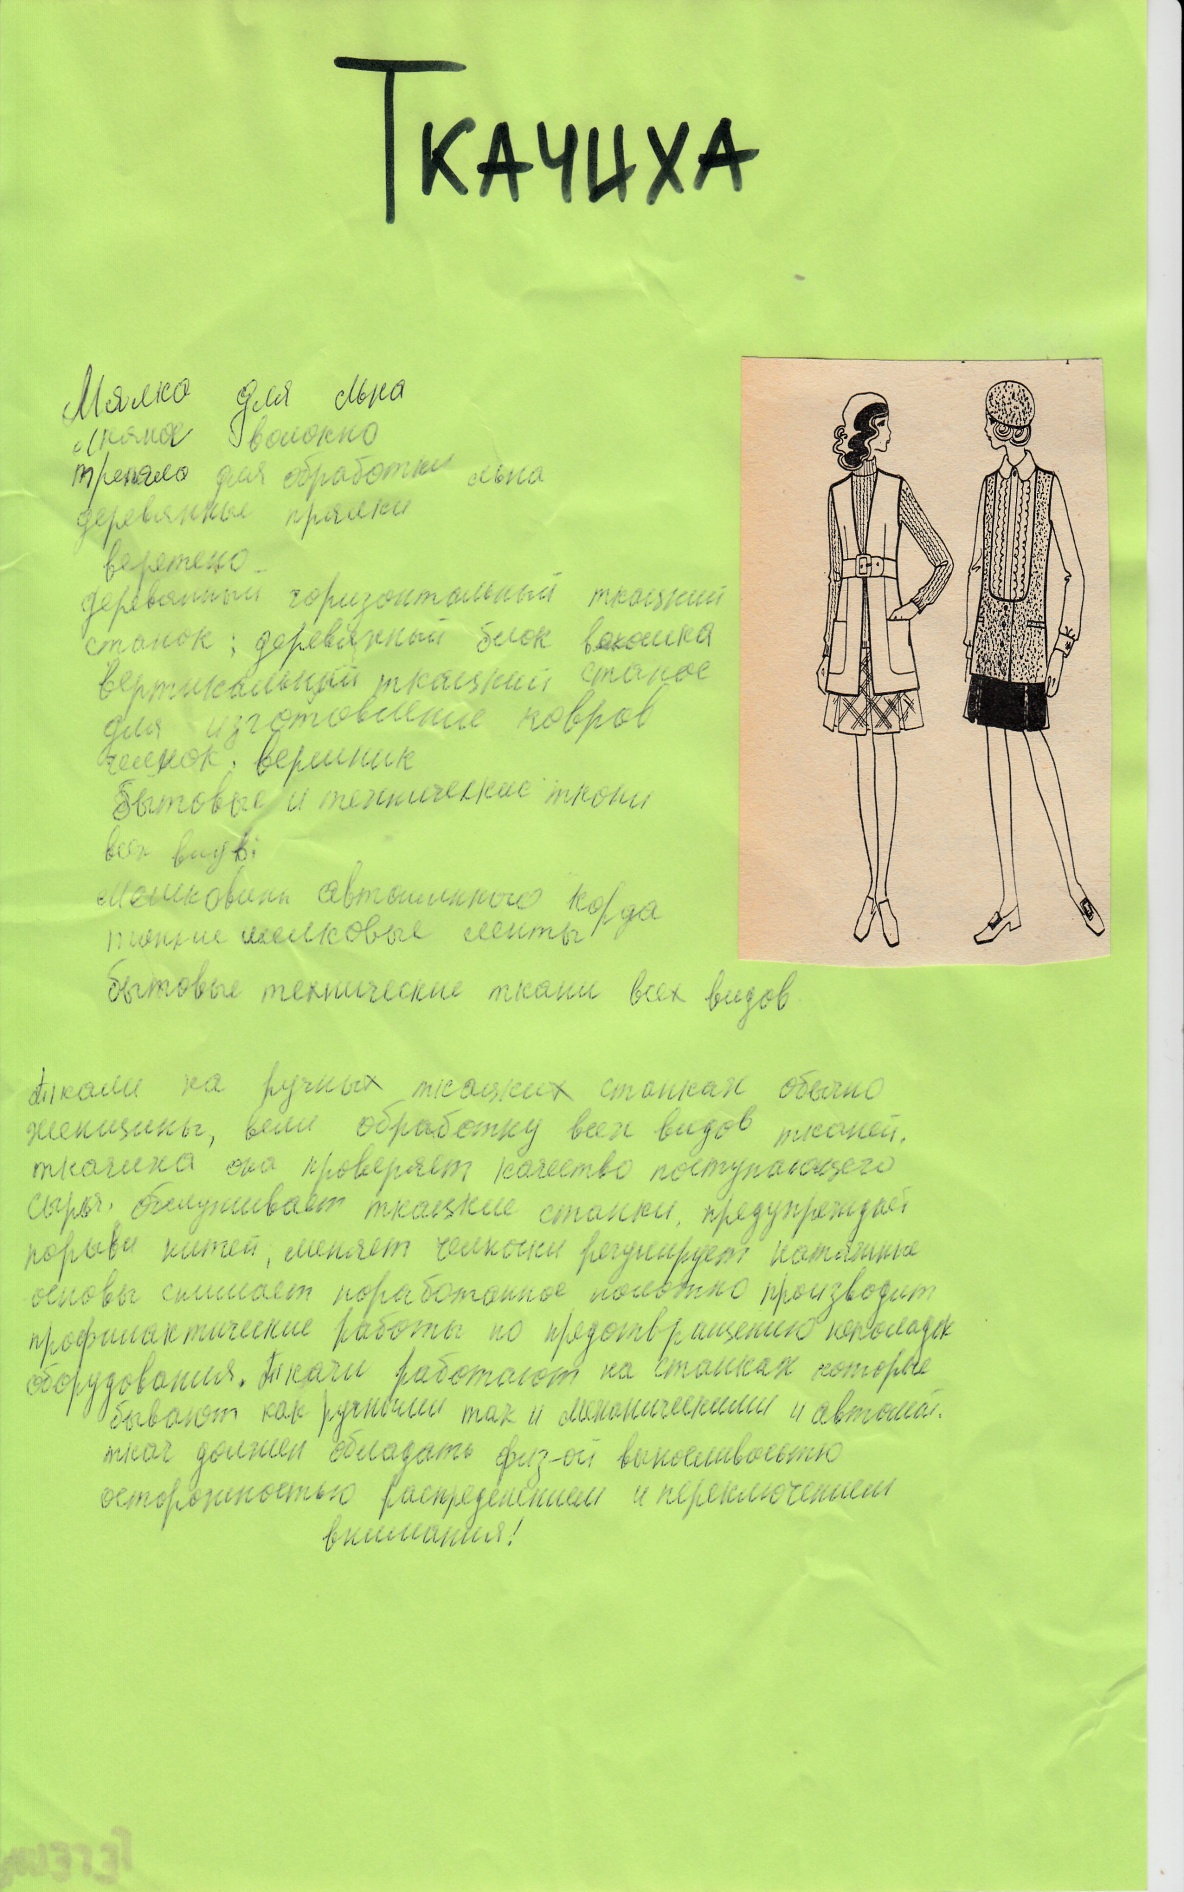 Ткачиха
Мялка для льна
льняное волокно
трепало для обработки льна
деревянные прялки
веретено
деревянный горизонтальный ткацкий
станок; деревянный блок
вертикальный ткацкий станос
для изготовление ковров
челнок. вершник
Бытовые и технические ткани
всех видв:
автошинного корда
тонкие шелковые ленты
бытовые технические ткани всех видов
Ткали на ручных ткацких станках обычно
женщины, вели обработку всех видов тканей.
ткачиха она проверяет качество поступающего
сырья. обслуживает ткацкие станки, предупреждает
порыви нитей, меняет челноки регулирует натяжние
основы снимает наработанное полотно производит
профилактические работы по предотвращению неполадок
оборудования. Ткачи работают на станках которые
бывают как ручными так и механическими и автомат.
ткач должен обладать физ-ой выносливостью
осторожностью распределением и переключением
внимания!